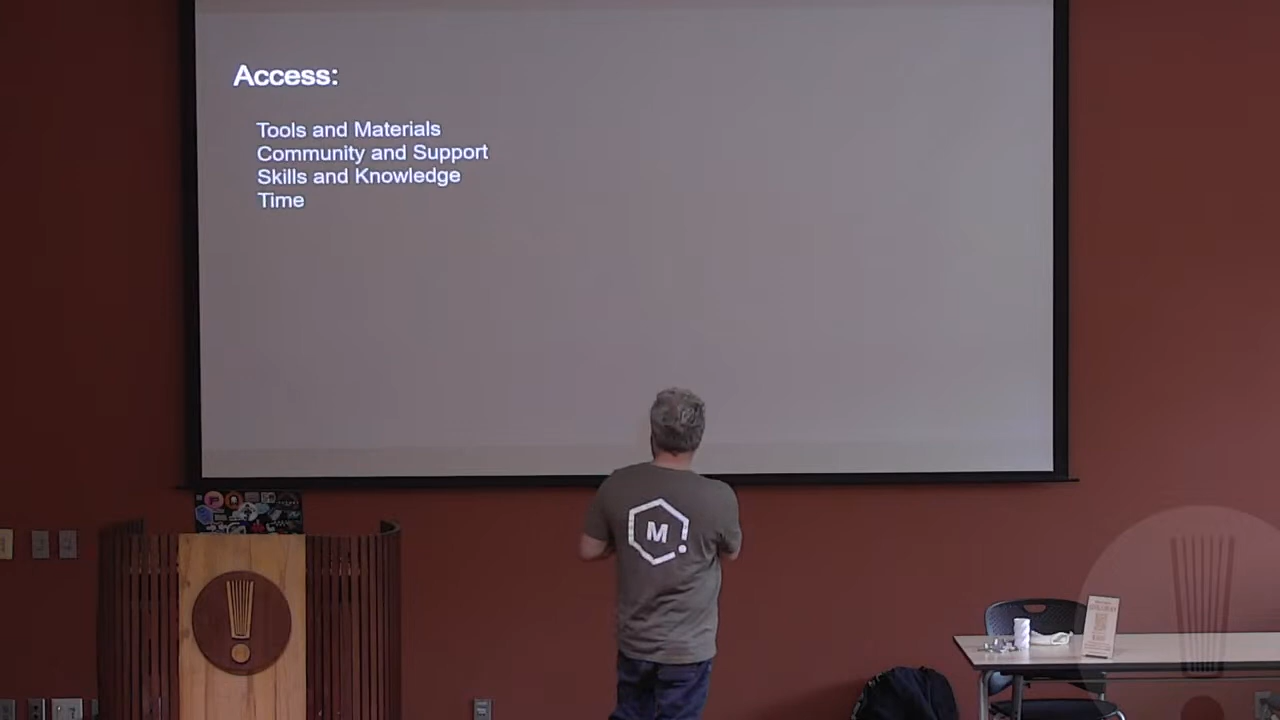 Access:
Tools and Materials
Community and Support
Skills and Knowledge
Time
M